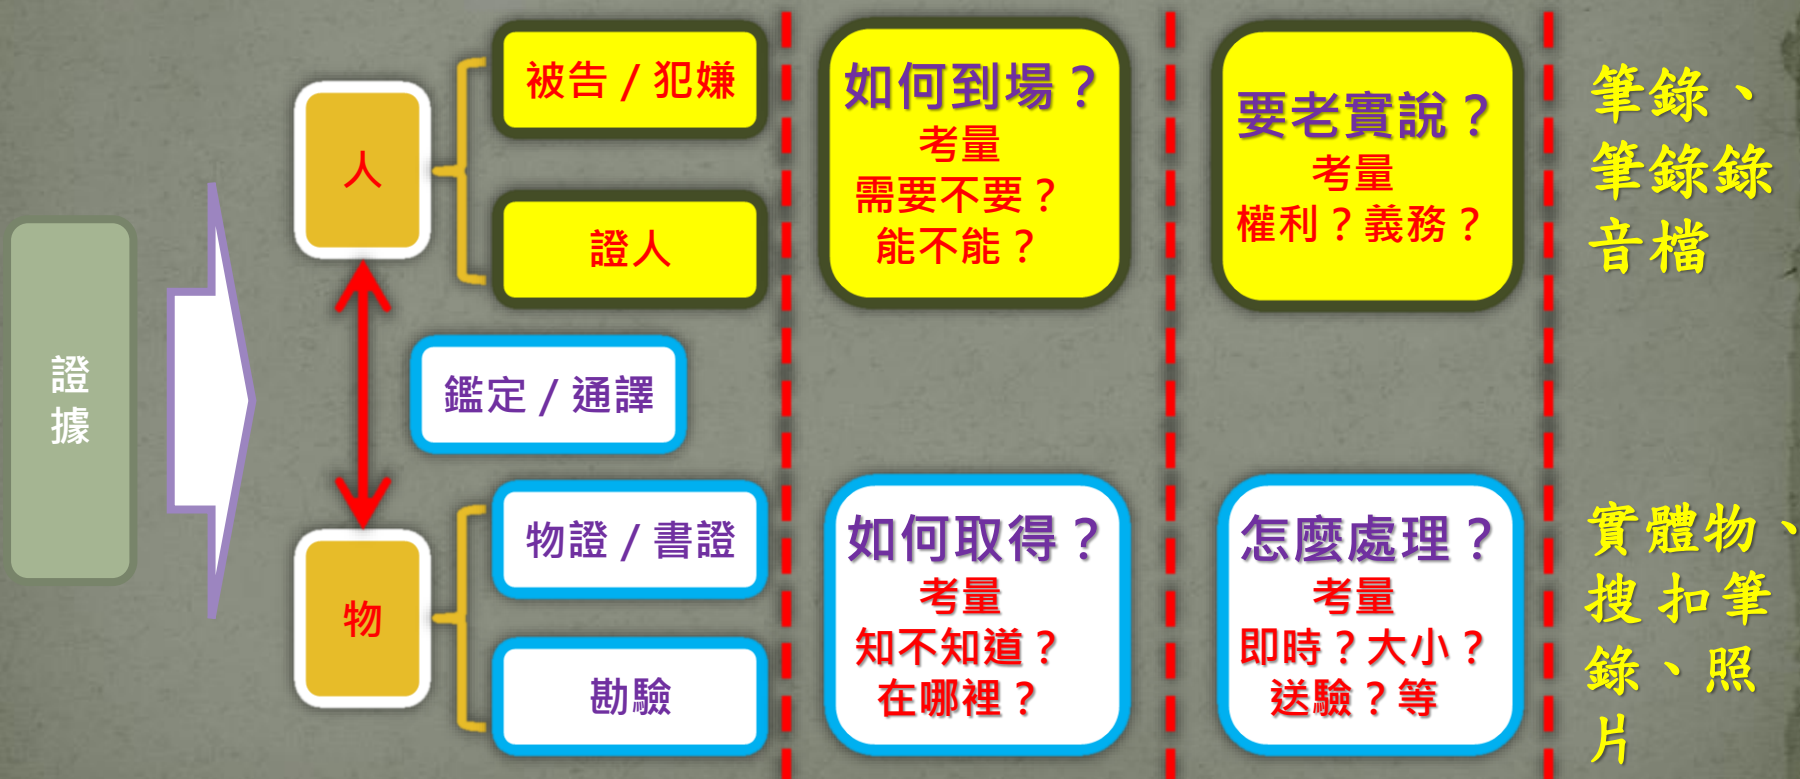 證
據
人
被告 / 犯嫌
證人
如何到場？
考量
需要不要？
能不能？
要老實說？
考量
權利？義務？
筆錄、
筆錄錄
音檔
鑑定 / 通譯
物
物證 / 書證
勘驗
如何取得？
考量
知不知道？
在哪裡？
怎麼處理？
考量
即時？大小？
送驗？等
實體物、
搜扣筆
錄、照
片